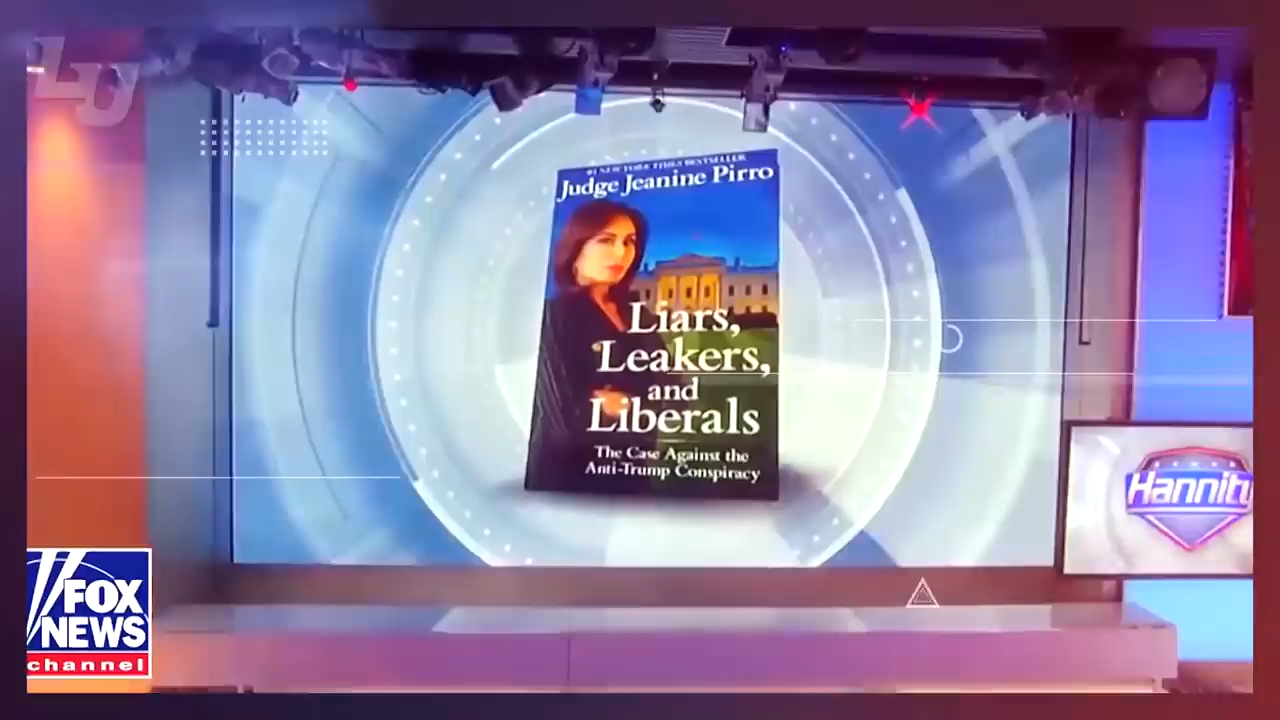 LU
#1 NEW YORK TIMES BESTSELLER
Judge Jeanine Pirro
Liars,
Leakers,
and
Liberals
The Case Against the
Anti-Trump Conspiracy
Hannity
FOX
NEWS
channel